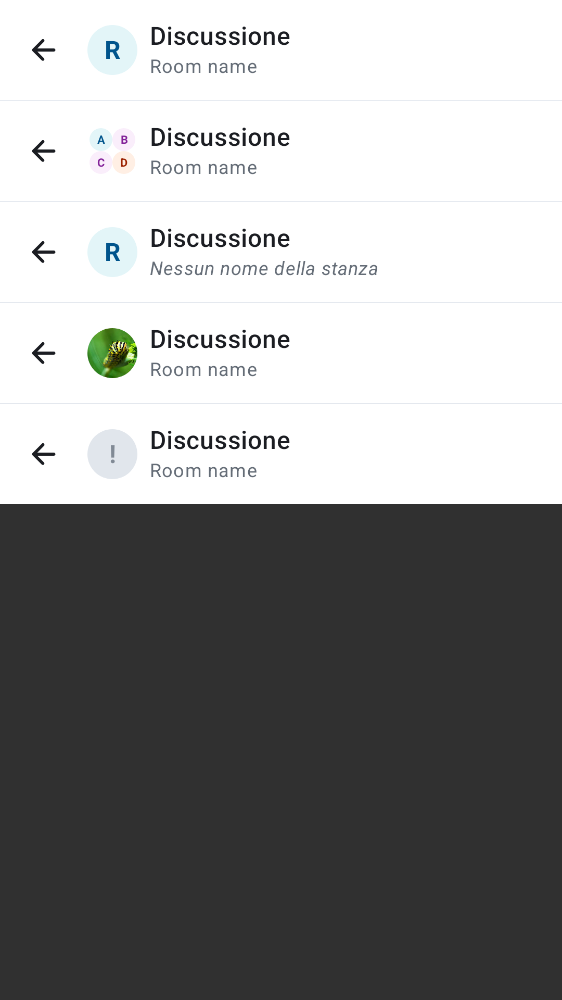 R
Discussione
Room name
A B
C D
Discussione
Room name
R
Discussione
Nessun nome della stanza
Discussione
Room name
!
Discussione
Room name